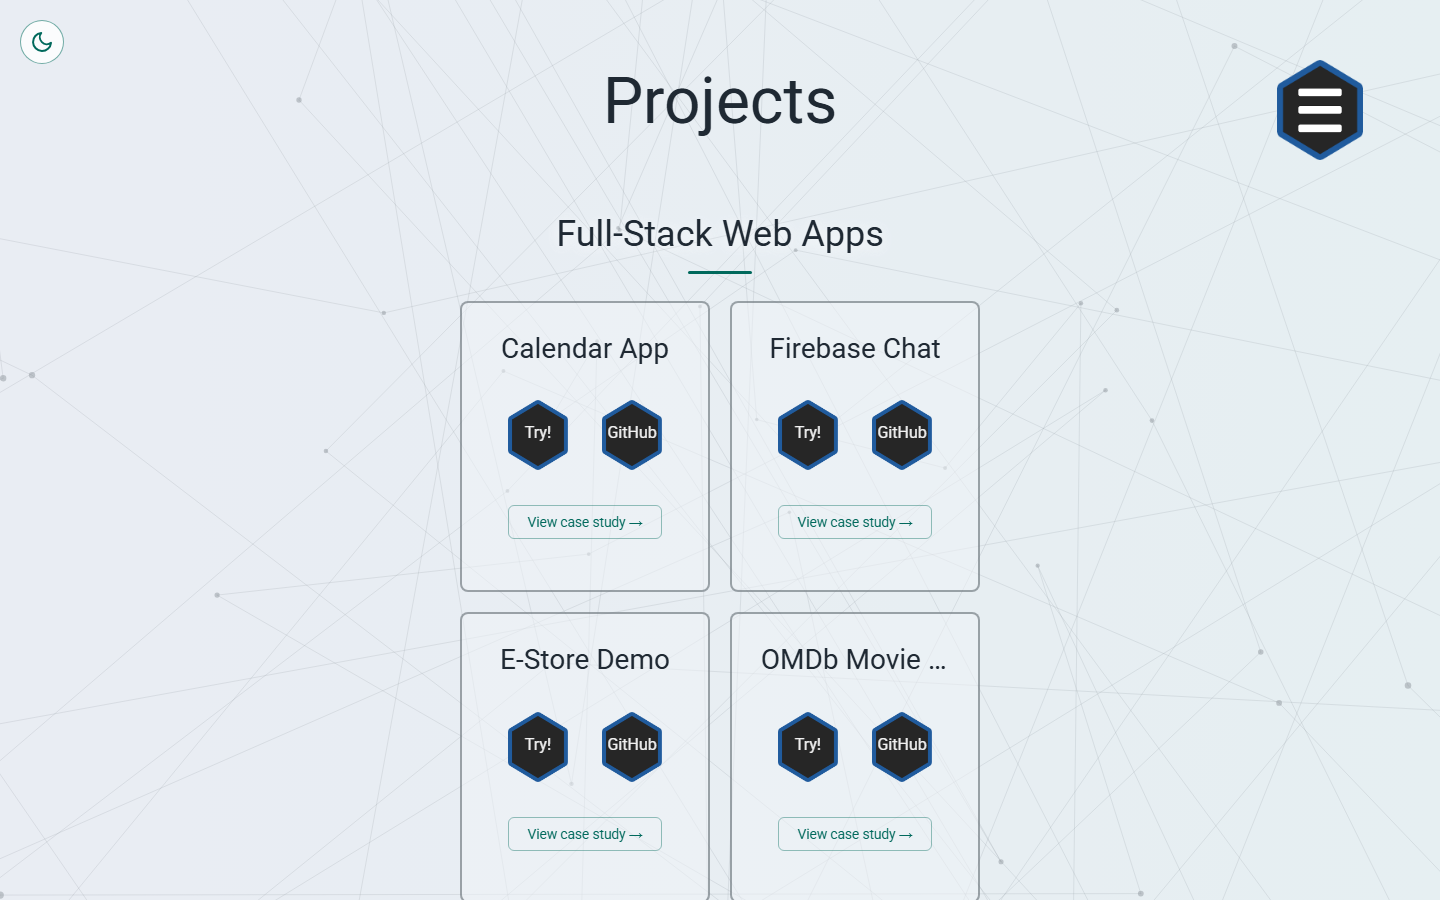 Projects
Full-Stack Web Apps
Calendar App
Try!
GitHub
View case study →
Firebase Chat
Try!
GitHub
View case study →
E-Store Demo
Try!
GitHub
View case study →
OMDb Movie ...
Try!
GitHub
View case study →